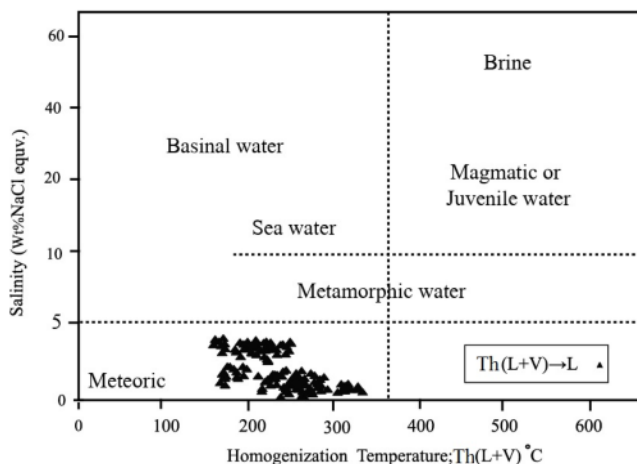 60
40
20
10
5
0
Salinity (wt%NaCl equv.)
Brine
Basinal water
Magmatic or
Juvenile water
Sea water
Metamorphic water
Meteoric
Th(L+V)→L ▲
0 100 200 300 400 500 600
Homogenization Temperature;Th(L+V) °C